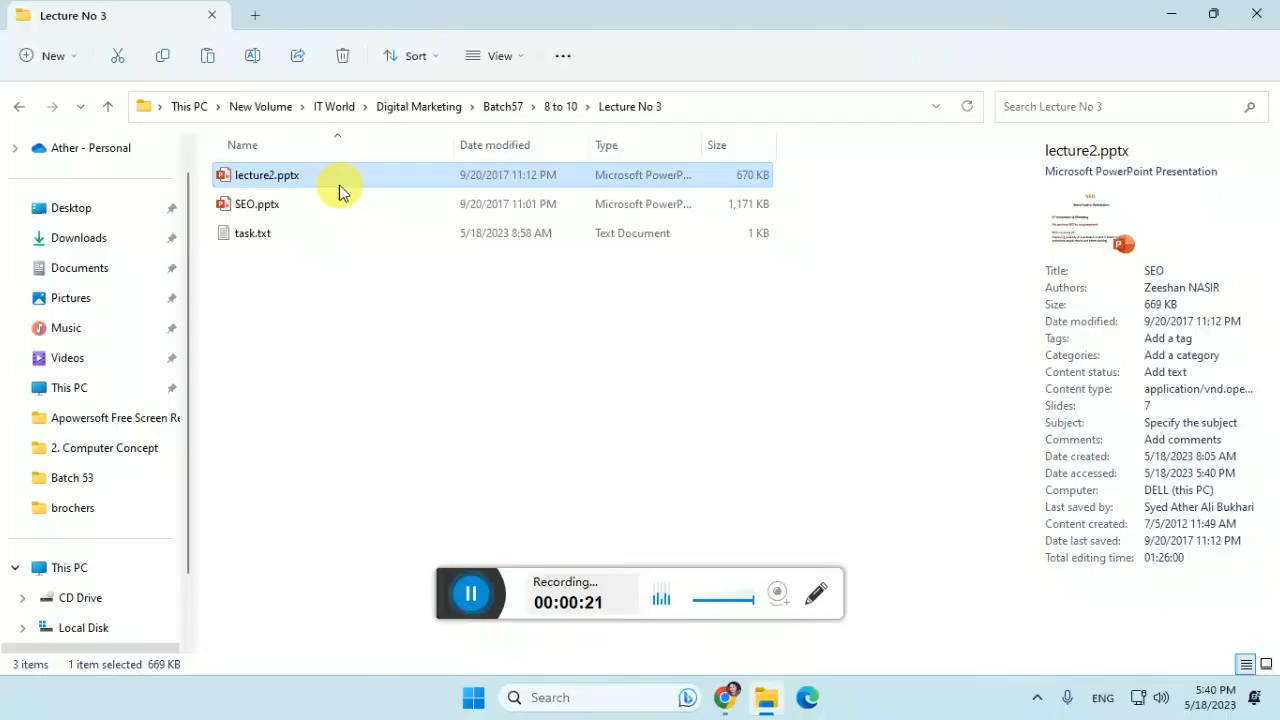 Lecture No 3
New
Sort
View
This PC > New Volume > IT World > Digital Marketing > Batch57 > 8 to 10 > Lecture No 3
Search Lecture No 3
Ather - Personal
Desktop
Downloads
Documents
Pictures
Music
Videos
This PC
Apowersoft Free Screen Re
2. Computer Concept
Batch 53
brochers
This PC
CD Drive
Local Disk
Name Date modified Type Size
lecture2.pptx 9/20/2017 11:12 PM Microsoft PowerP... 670 KB
SEO.pptx 9/20/2017 11:01 PM Microsoft PowerP... 1,171 KB
task.txt 5/18/2023 8:58 AM Text Document 1 KB
lecture2.pptx
Microsoft PowerPoint Presentation
SEO
Title: SEO
Authors: Zeeshan NASIR
Size: 669 KB
Date modified: 9/20/2017 11:12 PM
Tags: Add a tag
Categories: Add a category
Content status: Add text
Content type: application/vnd.ope...
Slides: 7
Subject: Specify the subject
Comments: Add comments
Date created: 5/18/2023 8:05 AM
Date accessed: 5/18/2023 5:40 PM
Computer: DELL (this PC)
Last saved by: Syed Ather Ali Bukhari
Content created: 7/5/2012 11:49 AM
Date last saved: 9/20/2017 11:12 PM
Total editing time: 01:26:00
Recording...
00:00:21
3 items 1 item selected 669 KB
Search
ENG
5:40 PM
5/18/2023